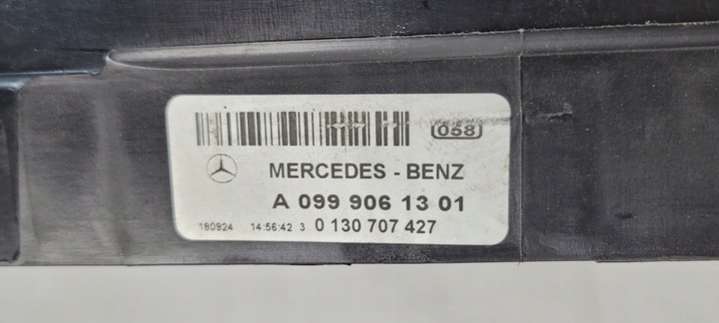 058
MERCEDES - BENZ
A 099 906 13 01
180924 14:56:42 3 0 130 707 427